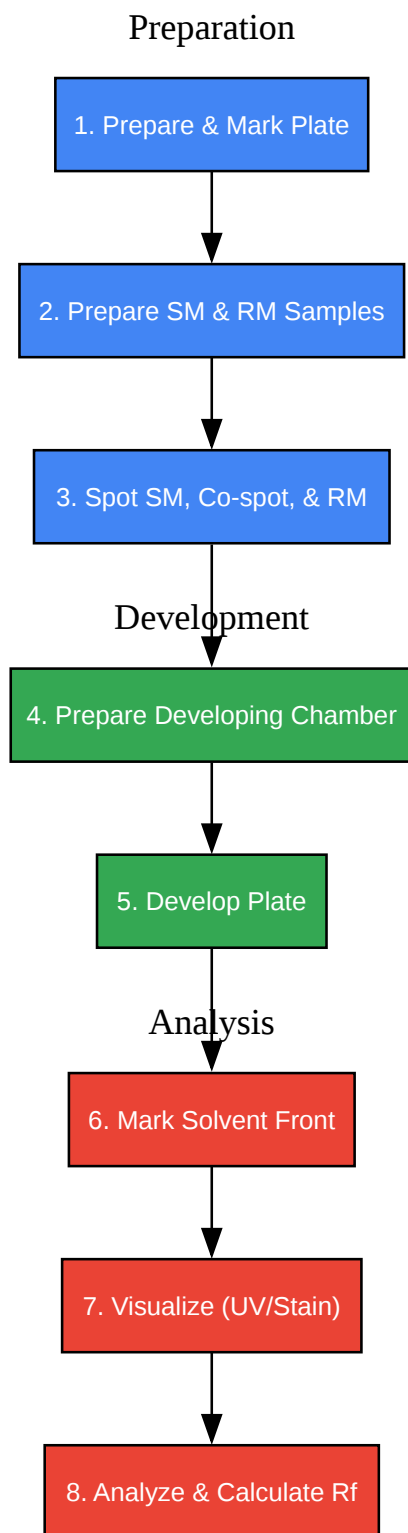 Preparation
1. Prepare & Mark Plate
2. Prepare SM & RM Samples
3. Spot SM, Co-spot, & RM
Development
4. Prepare Developing Chamber
5. Develop Plate
Analysis
6. Mark Solvent Front
7. Visualize (UV/Stain)
8. Analyze & Calculate Rf